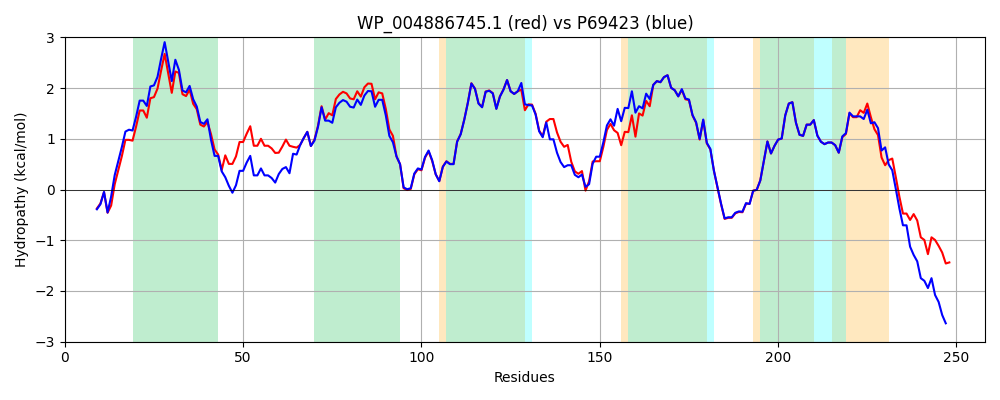 WP_004886745.1 (red) vs P69423 (blue)
Hydropathy (kcal/mol)
3
2
1
0
−1
−2
−3
0 50 100 150 200 250
Residues